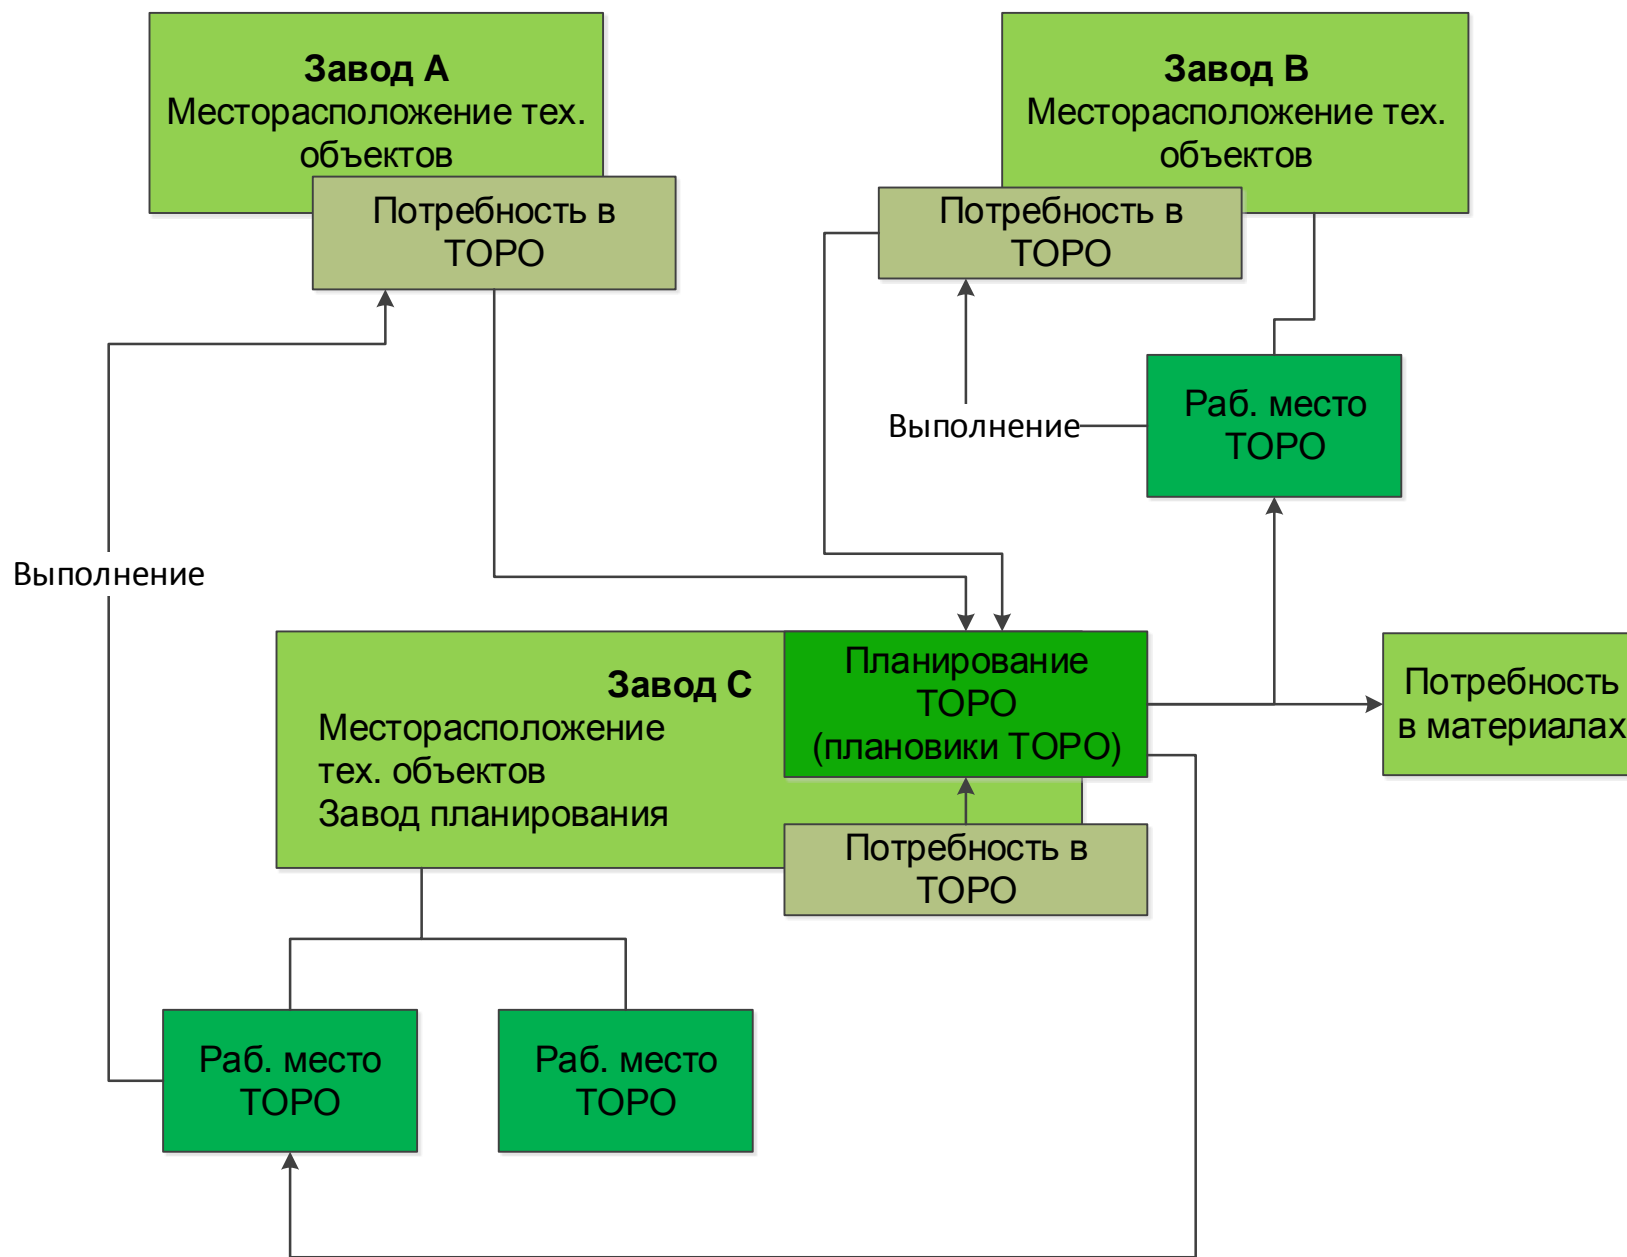 Завод А
Месторасположение тех.
объектов
Потребность в
ТОРО
Завод В
Месторасположение тех.
объектов
Потребность в
ТОРО
Выполнение
Раб. место
ТОРО
Выполнение
Завод С
Месторасположение
тех. объектов
Завод планирования
Планирование
ТОРО
(плановики ТОРО)
Потребность в
ТОРО
Потребность
в материалах
Раб. место
ТОРО
Раб. место
ТОРО